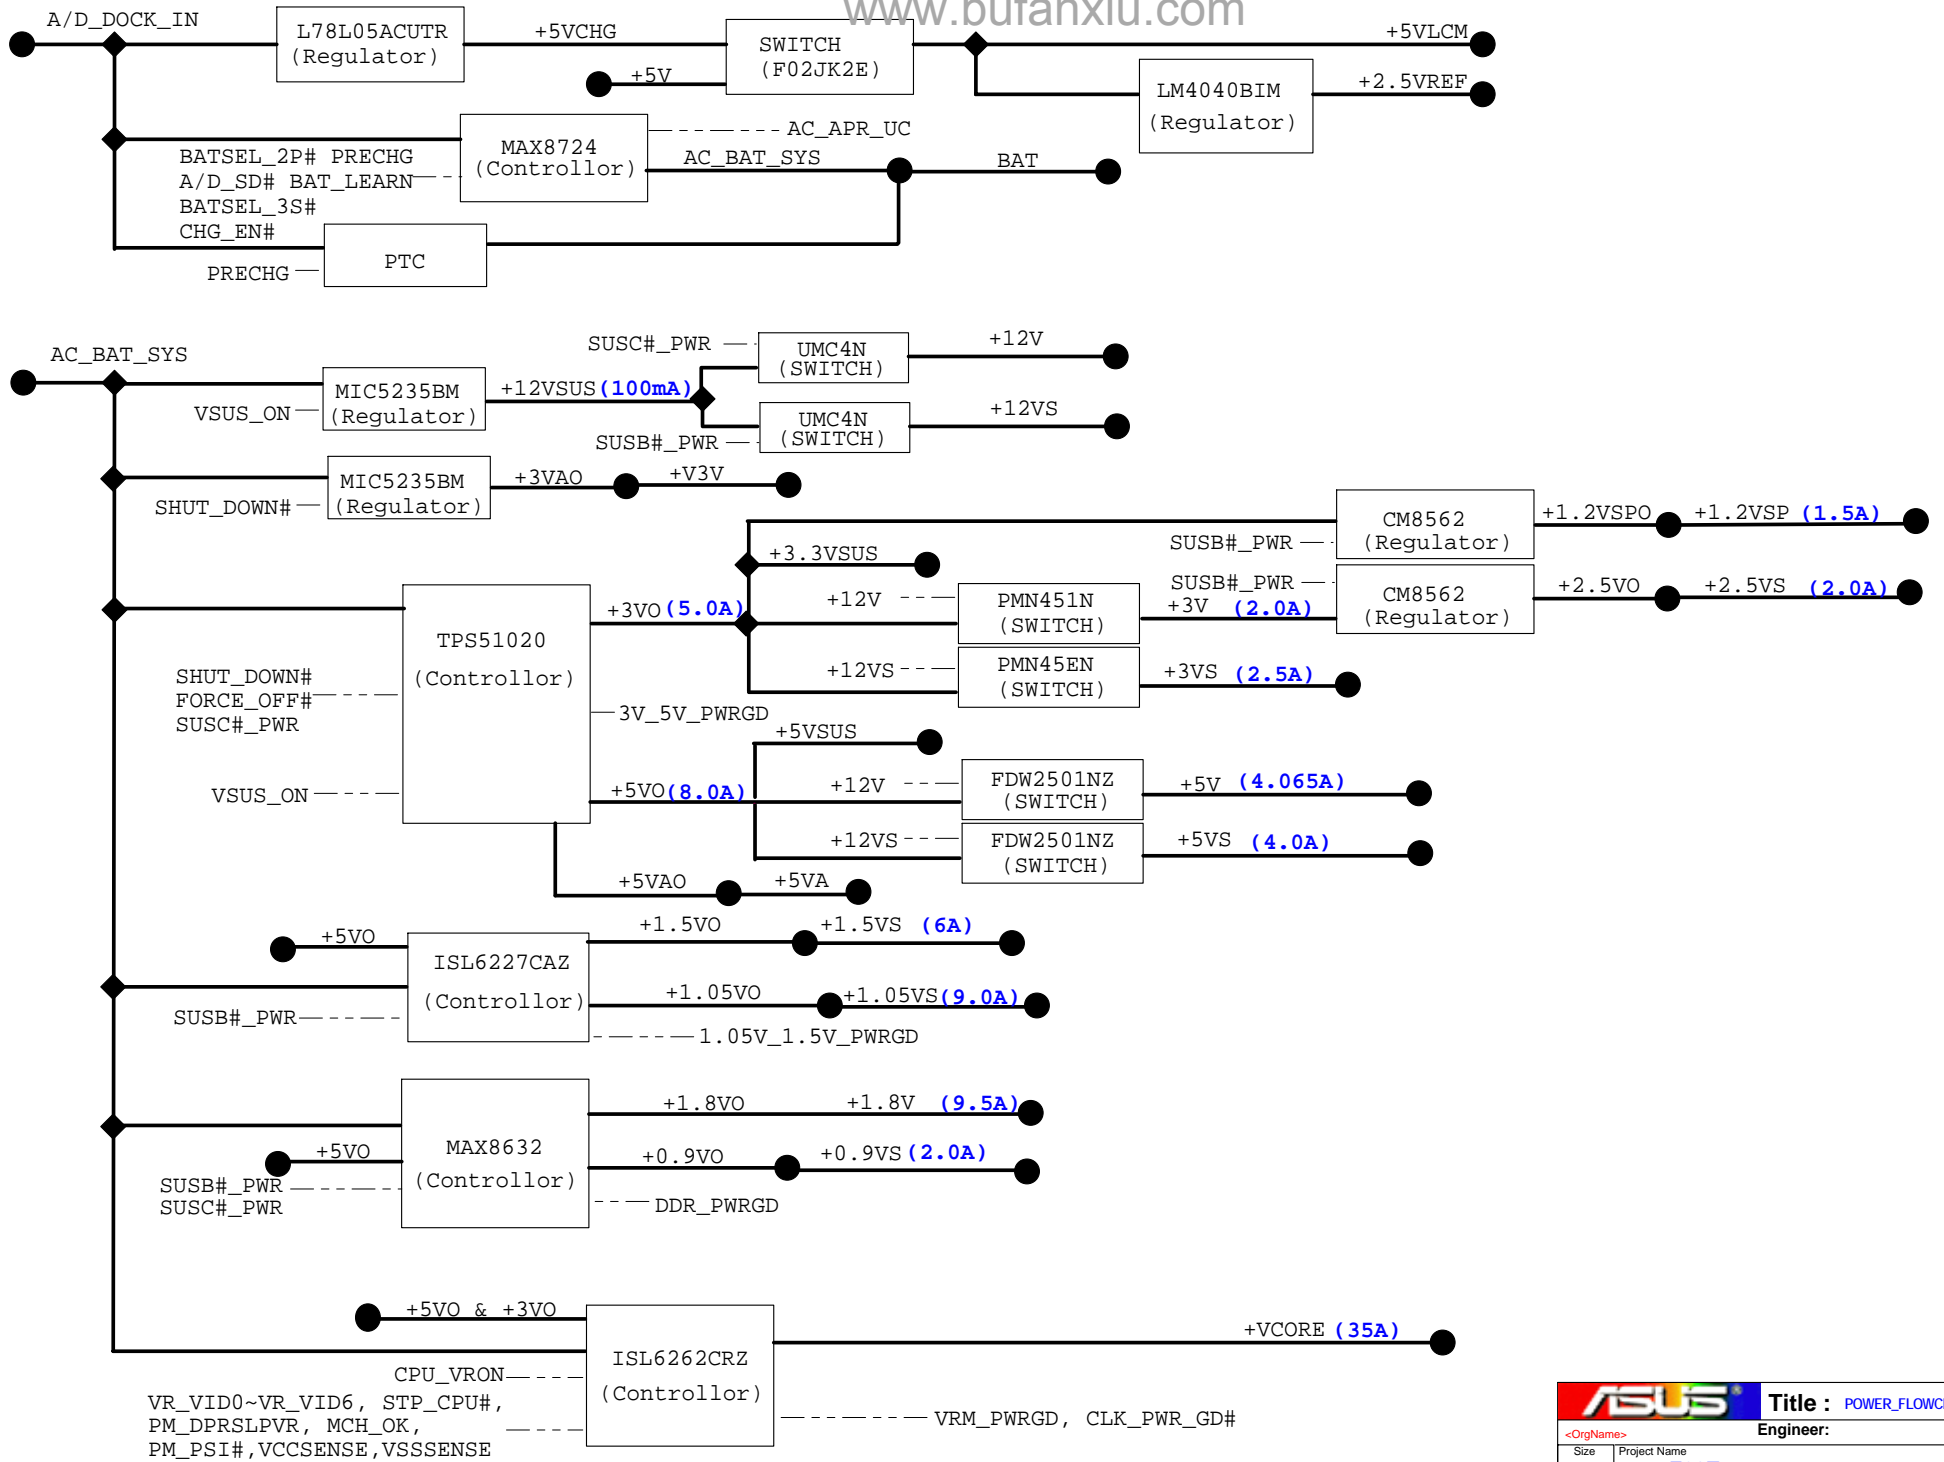 www.bufanxiu.com
A/D_DOCK_IN
L78L05ACUTR
(Regulator)
+5VCHG
+5V
SWITCH
(F02JK2E)
+5VLCM
+2.5VREF
LM4040BIM
(Regulator)
MAX8724
(Controllor)
AC_APR_UC
AC_BAT_SYS
BAT
BATSEL_2P# PRECHG
A/D_SD# BAT_LEARN
BATSEL_3S#
CHG_EN#
PTC
PRECHG
AC_BAT_SYS
MIC5235BM
(Regulator)
VSUS_ON
+12VSUS (100mA)
SUSC#_PWR
UMC4N
(SWITCH)
+12V
UMC4N
(SWITCH)
+12VS
SUSB#_PWR
MIC5235BM
(Regulator)
SHUT_DOWN#
+3VAO
+V3V
CM8562
(Regulator)
SUSB#_PWR
+1.2VSPO
+1.2VSP (1.5A)
+3.3VSUS
SUSB#_PWR
CM8562
(Regulator)
+2.5VO
+2.5VS (2.0A)
TPS51020
(Controllor)
+3VO (5.0A)
+12V
PMN451N
(SWITCH)
+3V (2.0A)
+12VS
PMN45EN
(SWITCH)
+3VS (2.5A)
SHUT_DOWN#
FORCE_OFF#
SUSC#_PWR
3V_5V_PWRGD
+5VSUS
VSUS_ON
+5VO (8.0A)
+12V
FDW2501NZ
(SWITCH)
+5V (4.065A)
+12VS
FDW2501NZ
(SWITCH)
+5VS (4.0A)
+5VAO
+5VA
+5VO
ISL6227CAZ
(Controllor)
+1.5VO
+1.5VS (6A)
+1.05VO
+1.05VS (9.0A)
SUSB#_PWR
1.05V_1.5V_PWRGD
MAX8632
(Controllor)
+1.8VO
+1.8V (9.5A)
+5VO
+0.9VO
+0.9VS (2.0A)
SUSB#_PWR
SUSC#_PWR
DDR_PWRGD
+5VO & +3VO
ISL6262CRZ
(Controllor)
+VCORE (35A)
CPU_VRON
VR_VID0~VR_VID6, STP_CPU#,
PM_DPRSLPVR, MCH_OK,
PM_PSI#,VCCSENSE,VSSSENSE
VRM_PWRGD, CLK_PWR_GD#
ASUS
Title : POWER_FLOWC
<OrgName>
Engineer:
Size
Project Name